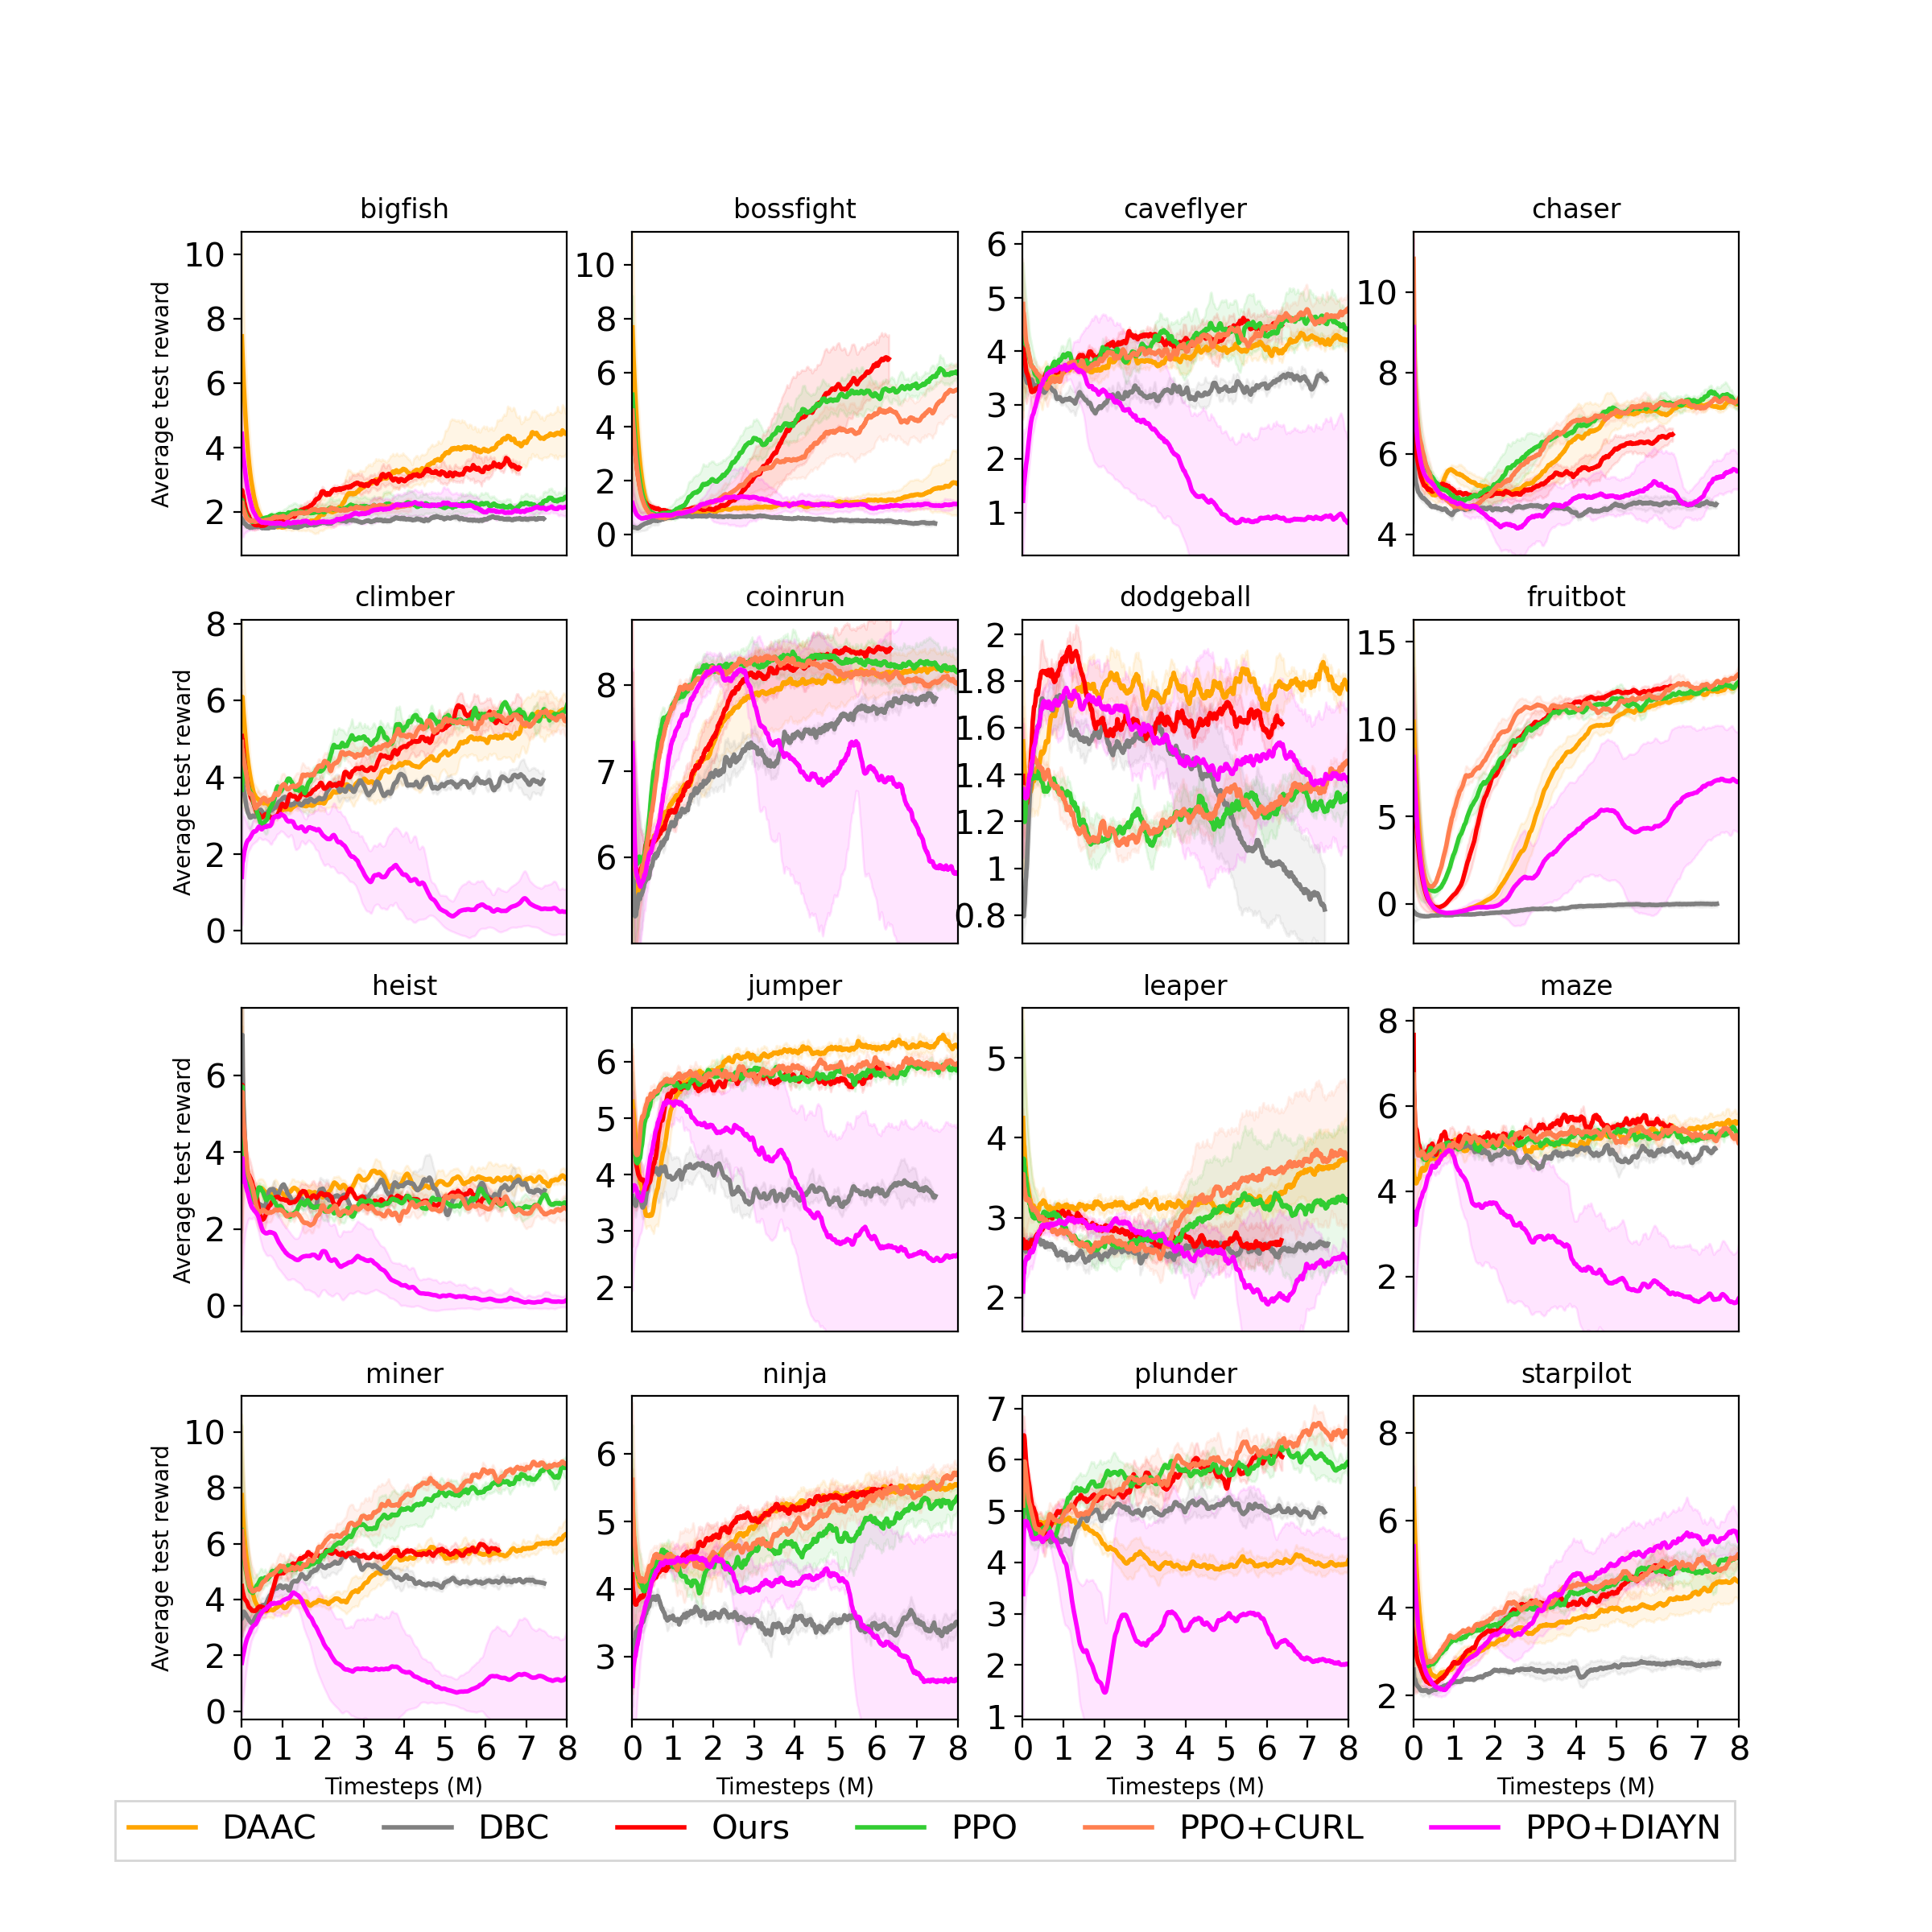 bigfish bossfight caveflyer chaser
Average test reward
10 8 6 4 2
10 8 6 4 2 0
6 5 4 3 2 1
10 8 6 4
climber coinrun dodgeball fruitbot
Average test reward
8 6 4 2 0
8 7 6
2 1.8 1.6 1.4 1.2 1 0.8
15 10 5 0
heist jumper leaper maze
Average test reward
6 4 2 0
6 5 4 3 2
5 4 3 2
8 6 4 2
miner ninja plunder starpilot
Average test reward
10 8 6 4 2 0
6 5 4 3
7 6 5 4 3 2 1
8 6 4 2
0 1 2 3 4 5 6 7 8 0 1 2 3 4 5 6 7 8 0 1 2 3 4 5 6 7 8 0 1 2 3 4 5 6 7 8
Timesteps (M) Timesteps (M) Timesteps (M) Timesteps (M)
DAAC DBC Ours PPO PPO+CURL PPO+DIAYN